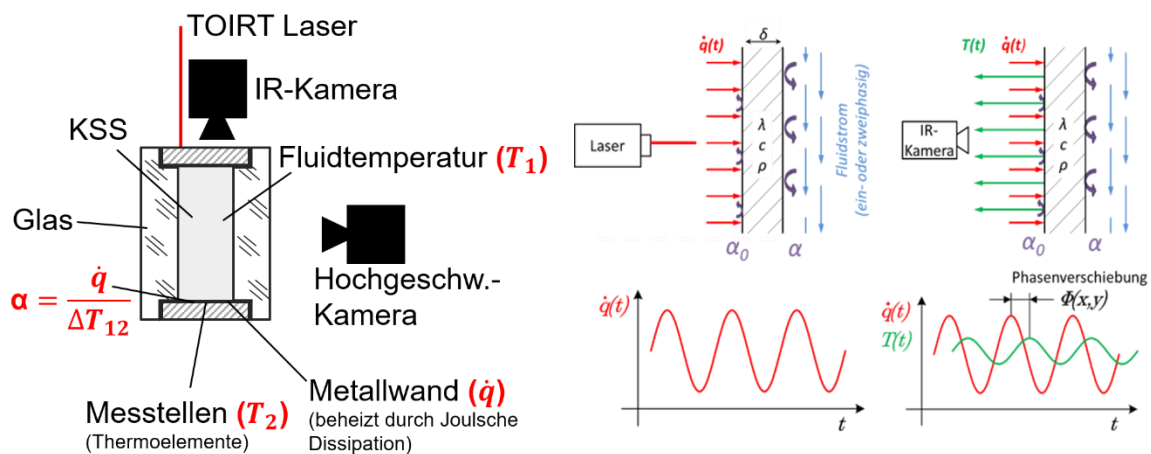 TOIRT Laser
IR-Kamera
KSS
Fluidtemperatur (T₁)
Glas
α = q̇ / ΔT₁₂
Hochgeschw.-
Kamera
Messtellen (T₂)
(Thermoelemente)
Metallwand (q̇)
(beheizt durch Joulsche
Dissipation)
q̇(t)
δ
Laser
λ
c
ρ
Fluidstrom
(ein- oder zweiphasig)
α₀
α
T(t)
q̇(t)
IR-
Kamera
λ
c
ρ
α₀
α
q̇(t)
t
Phasenverschiebung
Φ(x,y)
q̇(t)
T(t)
t